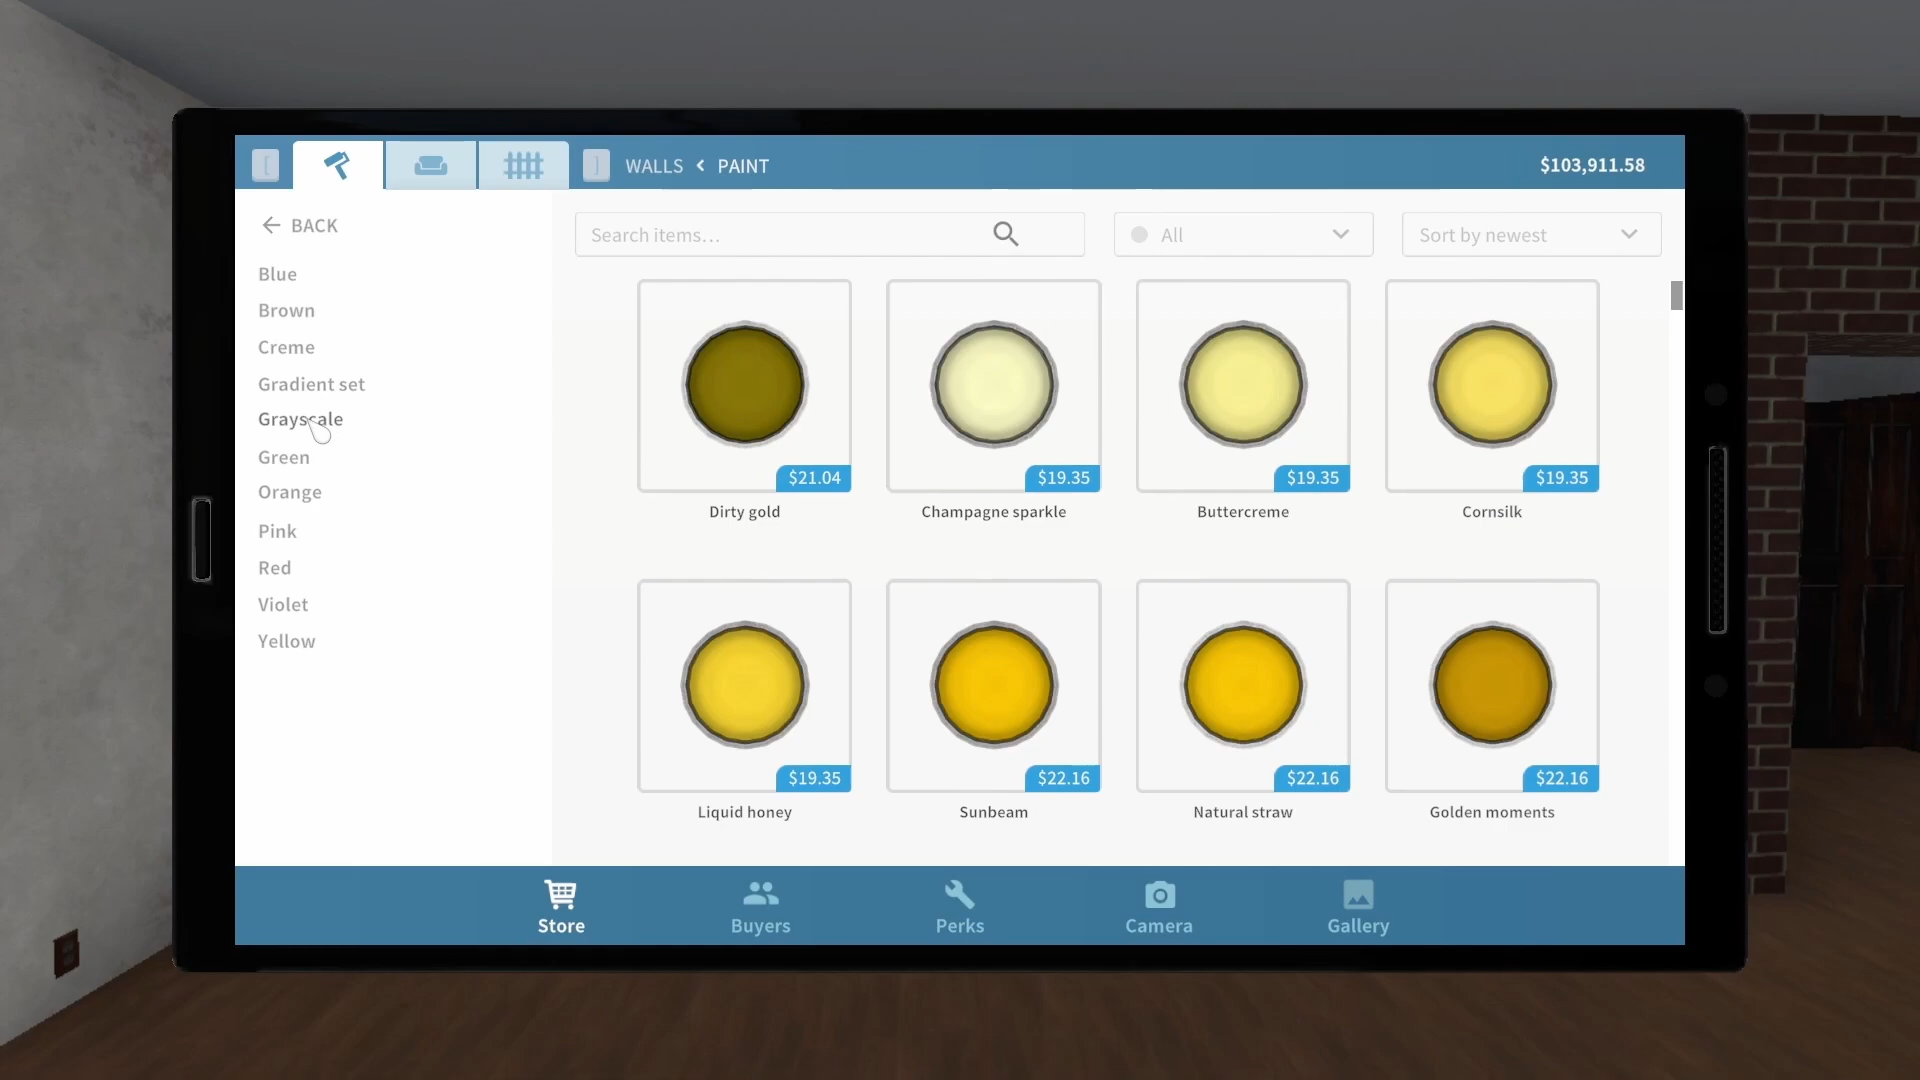 [
]
WALLS < PAINT
$103,911.58
BACK
Blue
Brown
Creme
Gradient set
Grayscale
Green
Orange
Pink
Red
Violet
Yellow
Search items...
All
Sort by newest
$21.04
$19.35
$19.35
$19.35
Dirty gold
Champagne sparkle
Buttercreme
Cornsilk
$19.35
$22.16
$22.16
$22.16
Liquid honey
Sunbeam
Natural straw
Golden moments
Store
Buyers
Perks
Camera
Gallery